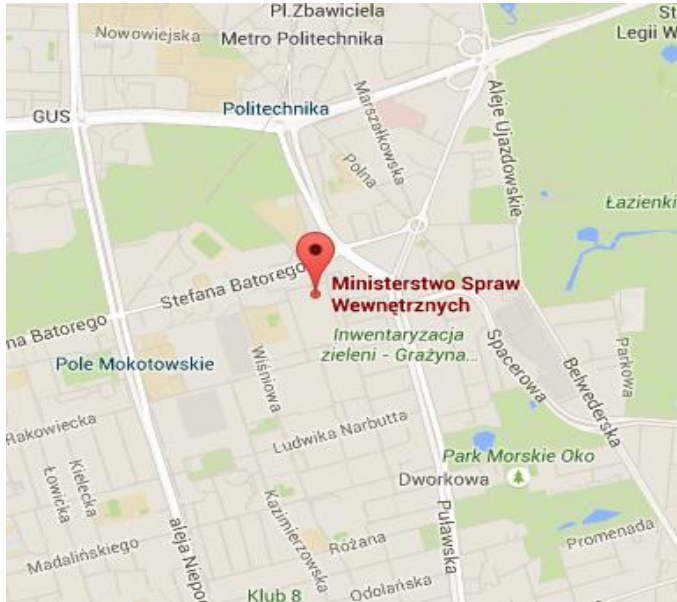 Pl.Zbawiciela
St
Nowowiejska
Metro Politechnika
Legii W
GUS
Politechnika
Marszałkowska
Aleje Ujazdowskie
Polna
Łazienki
Stefana Batorego
Ministerstwo Spraw
Wewnętrznych
na Batorego
Inwentaryzacja
zieleni - Grażyna...
Pole Mokotowskie
Wiśniowa
Spacerowa
Belwederska
Parkowa
Rakowiecka
Ludwika Narbutta
Łowicka
Kielecka
Park Morskie Oko
Dworkowa
Kazimierzowska
Puławska
aleja Niepod
Madalińskiego
Różana
Promenada
Klub 8
Odolańska